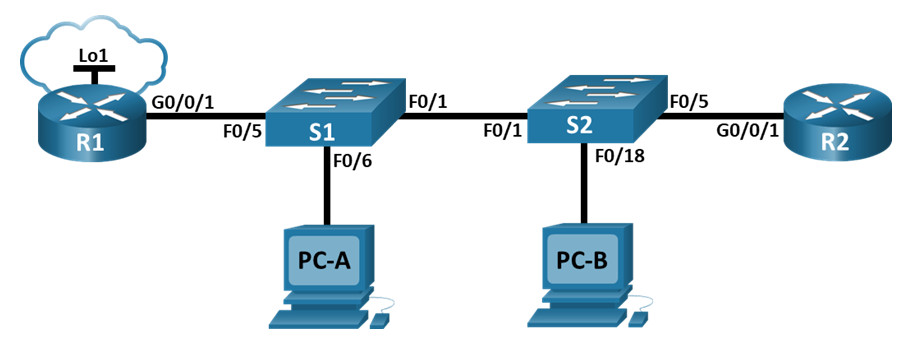 Lo1
R1
G0/0/1
F0/5
S1
F0/1
F0/6
F0/1
S2
F0/5
F0/18
G0/0/1
R2
PC-A
PC-B